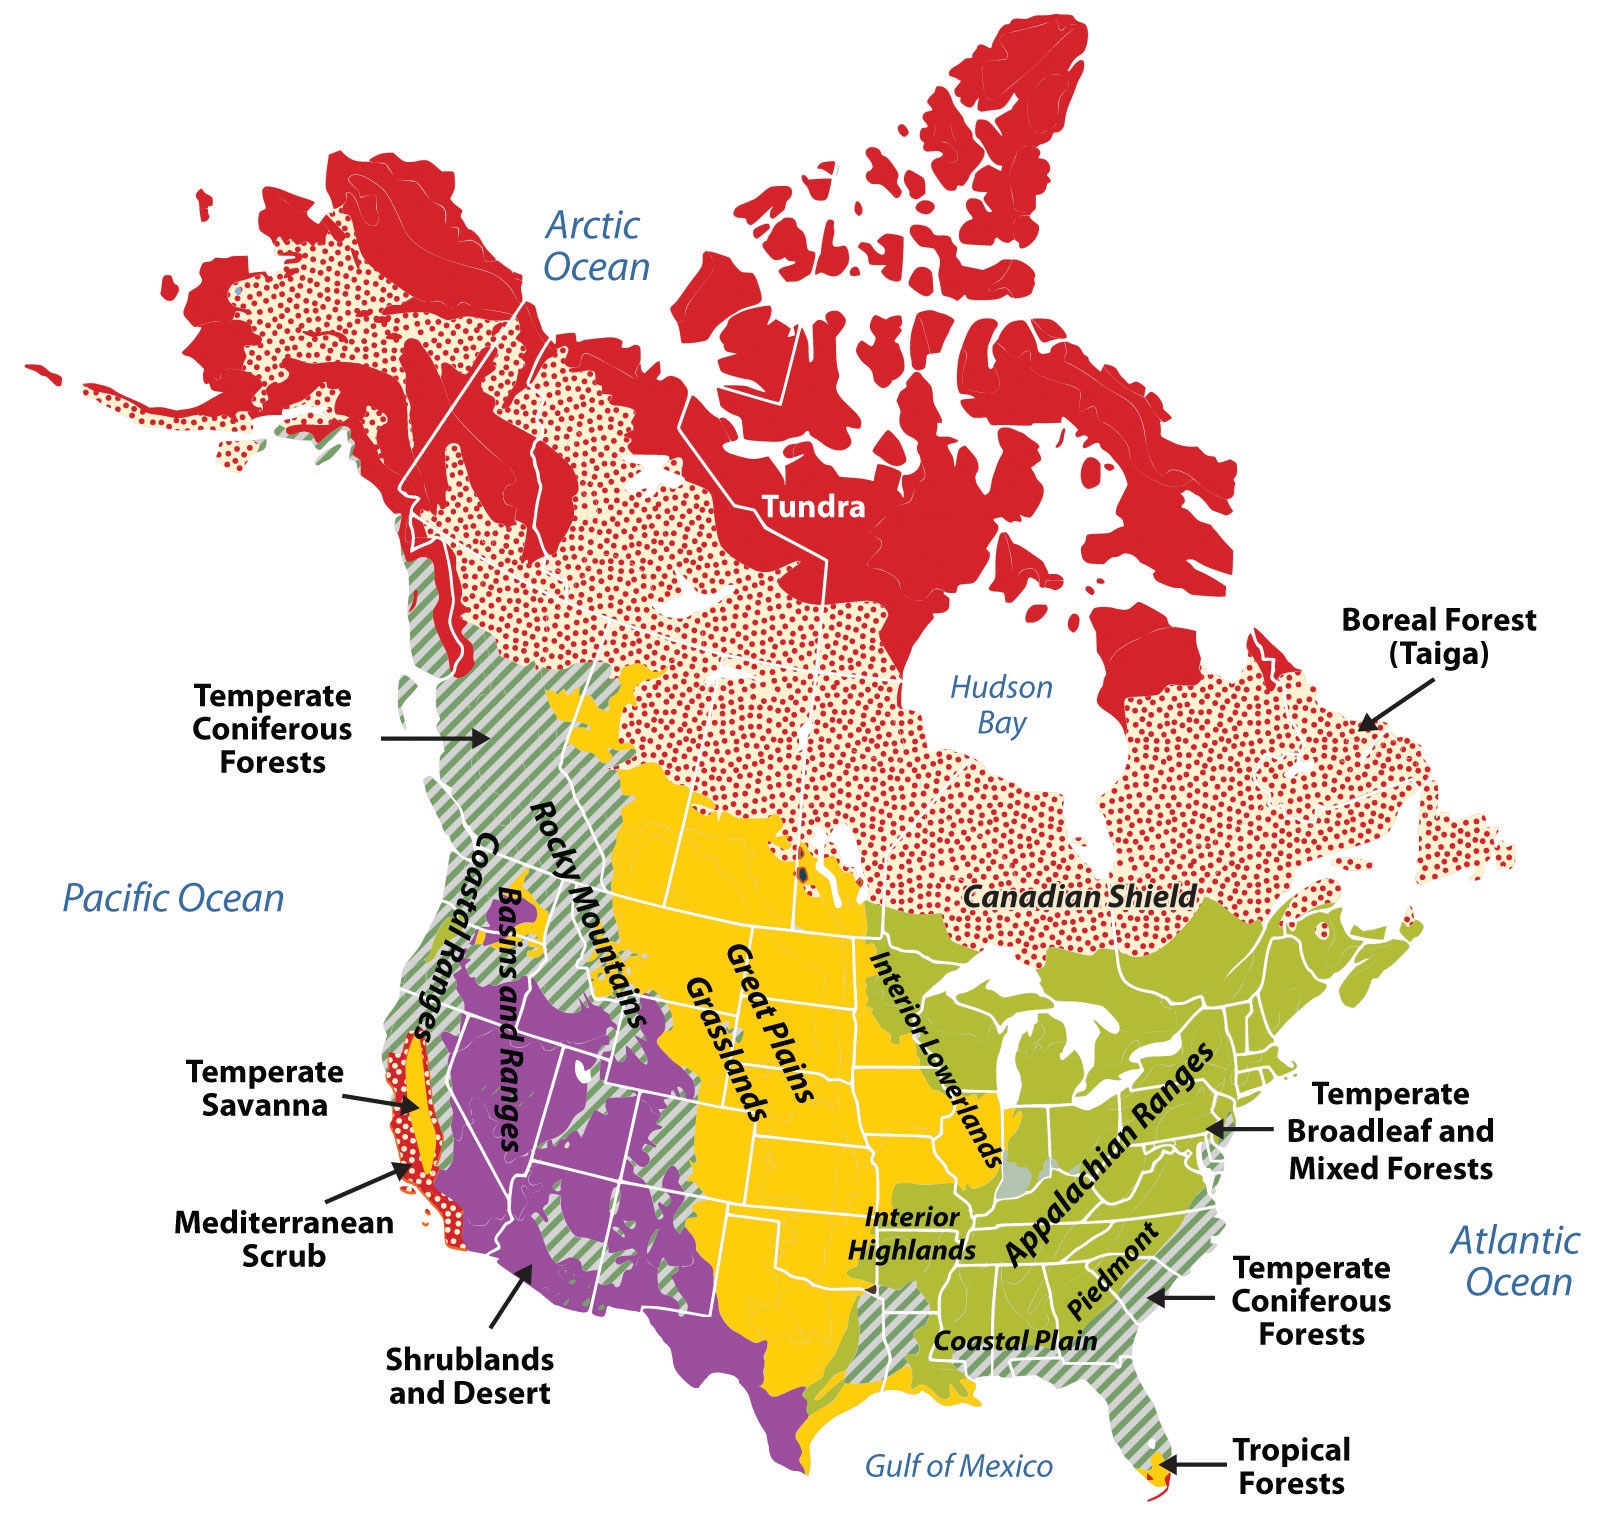 Arctic
Ocean
Tundra
Boreal Forest
(Taiga)
Hudson
Bay
Temperate
Coniferous
Forests
Rocky Mountains
Coastal Ranges
Basins and Ranges
Pacific Ocean
Canadian Shield
Great Plains
Grasslands
Interior Lowerlands
Temperate
Savanna
Appalachian Ranges
Temperate
Broadleaf and
Mixed Forests
Mediterranean
Scrub
Interior
Highlands
Piedmont
Atlantic
Ocean
Temperate
Coniferous
Forests
Coastal Plain
Shrublands
and Desert
Gulf of Mexico
Tropical
Forests